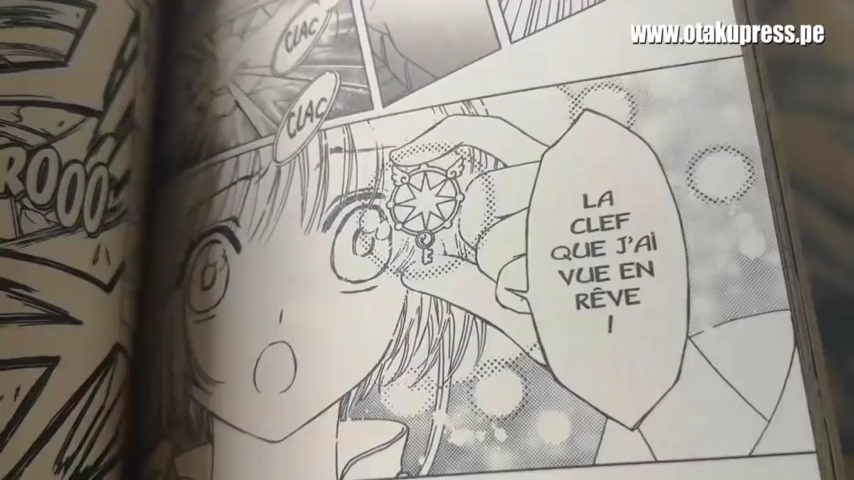 www.otakupress.pe
CLAC
CLAC
ROOO
LA
CLEF
QUE J'AI
VUE EN
RÊVE
!